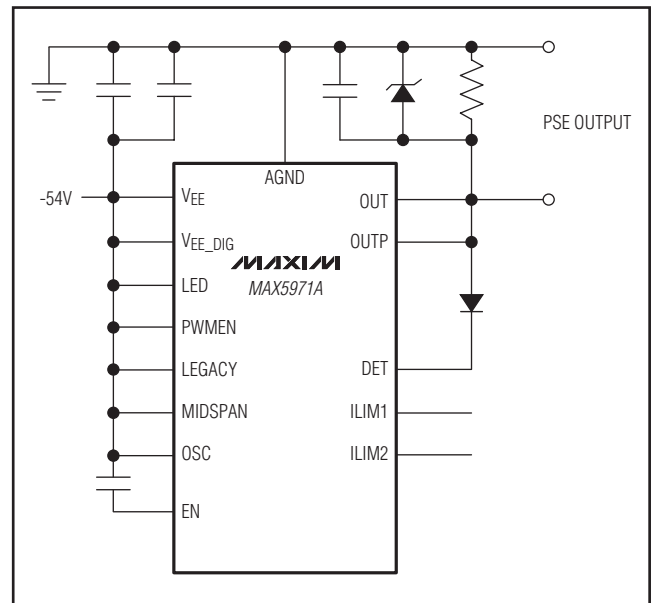 PSE OUTPUT
AGND
-54V
VEE
OUT
VEE_DIG
OUTP
MAXIM
LED
MAX5971A
PWMEN
LEGACY
DET
MIDSPAN
ILIM1
OSC
ILIM2
EN